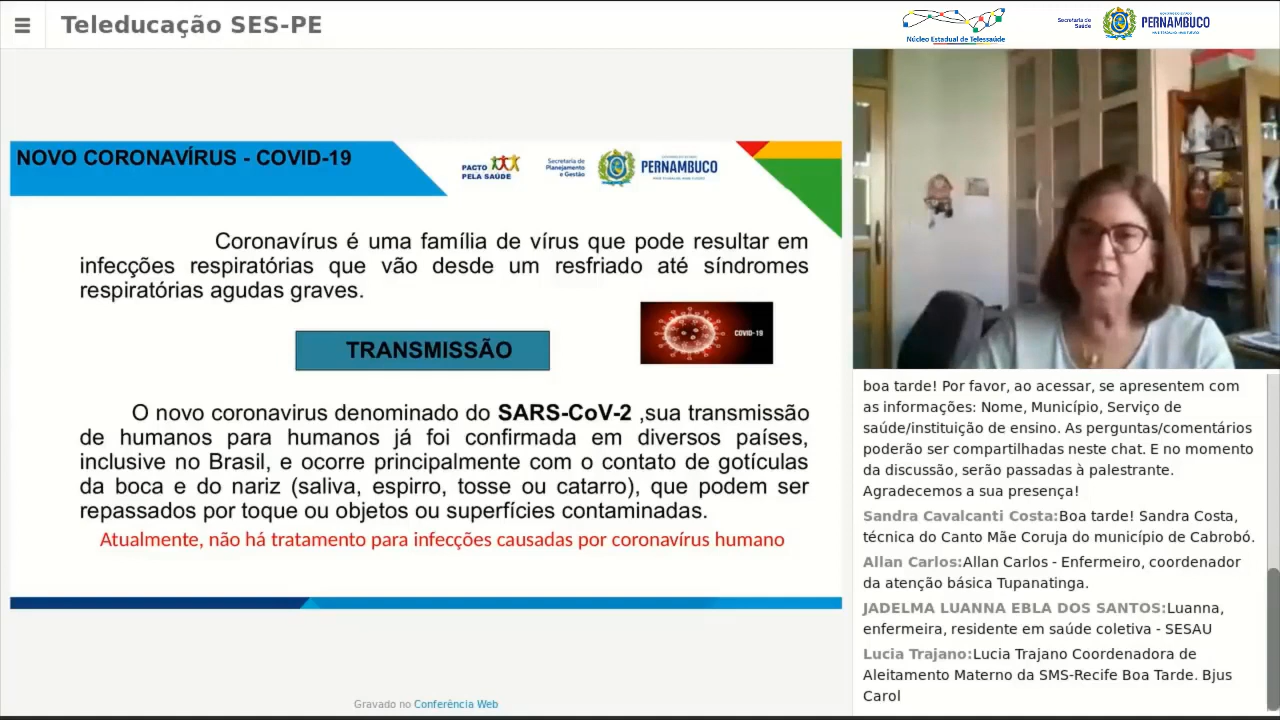 Teleducação SES-PE
Núcleo Estadual de Telessaúde
Secretaria de
Saúde
PERNAMBUCO
NOVO CORONAVÍRUS - COVID-19
PACTO
PELA SAÚDE
Secretaria de
Planejamento
e Gestão
PERNAMBUCO
Coronavírus é uma família de vírus que pode resultar em
infecções respiratórias que vão desde um resfriado até síndromes
respiratórias agudas graves.
COVID-19
TRANSMISSÃO
O novo coronavirus denominado do SARS-CoV-2 ,sua transmissão
de humanos para humanos já foi confirmada em diversos países,
inclusive no Brasil, e ocorre principalmente com o contato de gotículas
da boca e do nariz (saliva, espirro, tosse ou catarro), que podem ser
repassados por toque ou objetos ou superfícies contaminadas.
Atualmente, não há tratamento para infecções causadas por coronavírus humano
Gravado no Conferência Web
boa tarde! Por favor, ao acessar, se apresentem com
as informações: Nome, Município, Serviço de
saúde/instituição de ensino. As perguntas/comentários
poderão ser compartilhadas neste chat. E no momento
da discussão, serão passadas à palestrante.
Agradecemos a sua presença!
Sandra Cavalcanti Costa:Boa tarde! Sandra Costa,
técnica do Canto Mãe Coruja do município de Cabrobó.
Allan Carlos:Allan Carlos - Enfermeiro, coordenador
da atenção básica Tupanatinga.
JADELMA LUANNA EBLA DOS SANTOS:Luanna,
enfermeira, residente em saúde coletiva - SESAU
Lucia Trajano:Lucia Trajano Coordenadora de
Aleitamento Materno da SMS-Recife Boa Tarde. Bjus
Carol